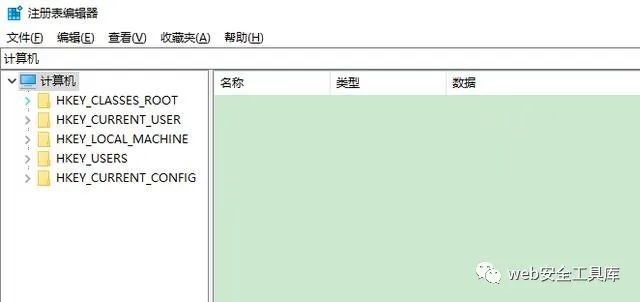 注册表编辑器
文件(F) 编辑(E) 查看(V) 收藏夹(A) 帮助(H)
计算机
计算机
HKEY_CLASSES_ROOT
HKEY_CURRENT_USER
HKEY_LOCAL_MACHINE
HKEY_USERS
HKEY_CURRENT_CONFIG
名称 类型 数据
web安全工具库